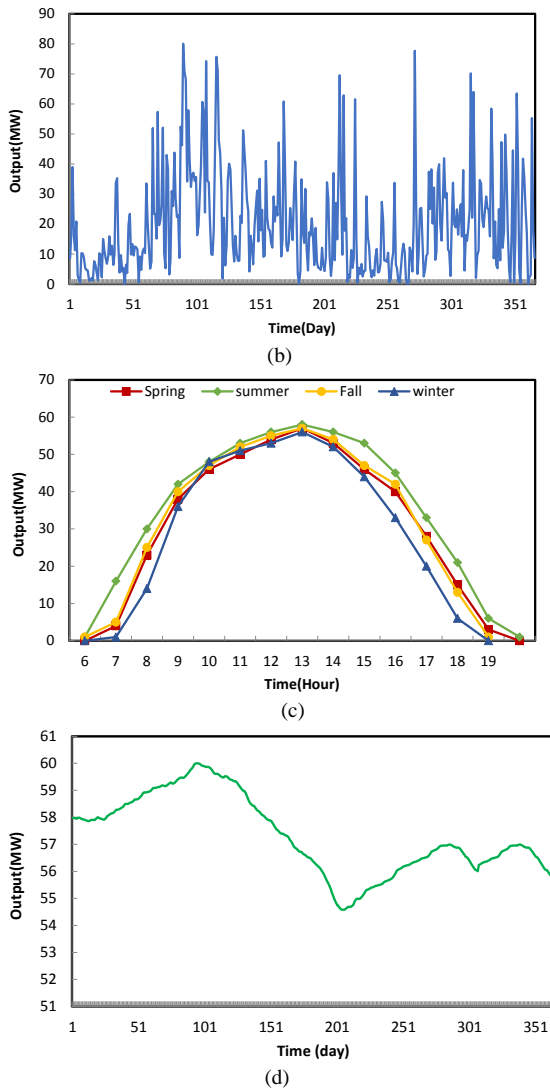 90
80
70
60
50
40
30
20
10
0
Output(MW)
1 51 101 151 201 251 301 351
Time(Day)
(b)
70
60
50
40
30
20
10
0
Output(MW)
Spring summer Fall winter
6 7 8 9 10 11 12 13 14 15 16 17 18 19
Time(Hour)
(c)
61
60
59
58
57
56
55
54
53
52
51
Output(MW)
1 51 101 151 201 251 301 351
Time (day)
(d)